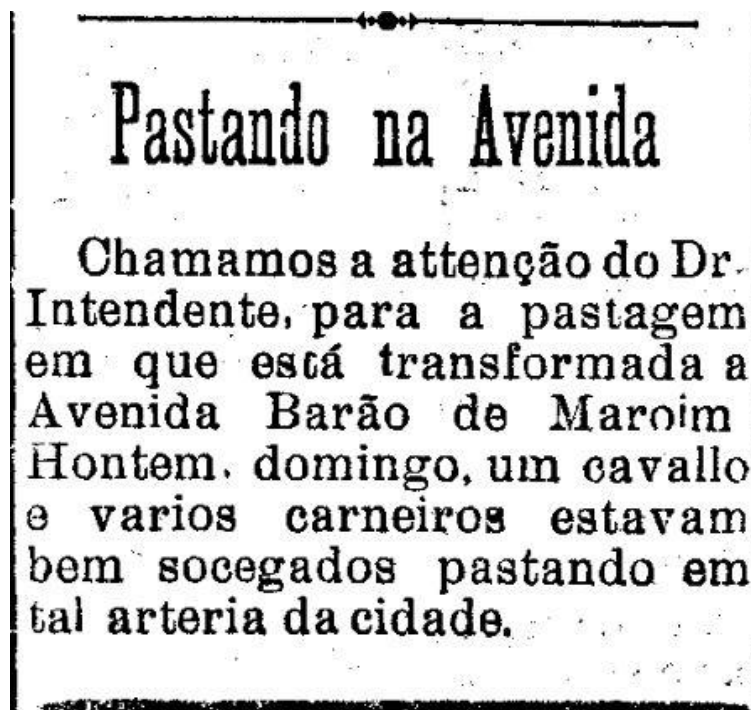 Pastando na Avenida
Chamamos a attenção do Dr.
Intendente, para a pastagem
em que está transformada a
Avenida Barão de Maroim
Hontem, domingo, um cavallo
e varios carneiros estavam
bem socegados pastando em
tal arteria da cidade.